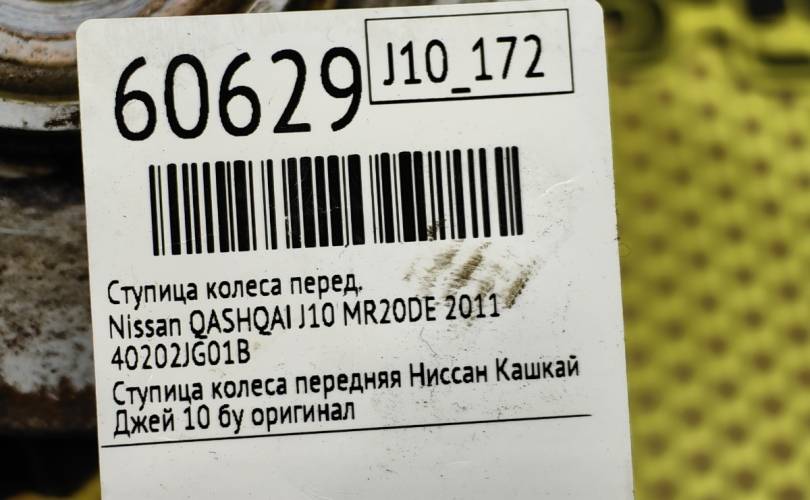 60629
J10_172
Ступица колеса перед.
Nissan QASHQAI J10 MR20DE 2011
40202JG01B
Ступица колеса передняя Ниссан Кашкай
Джей 10 бу оригинал